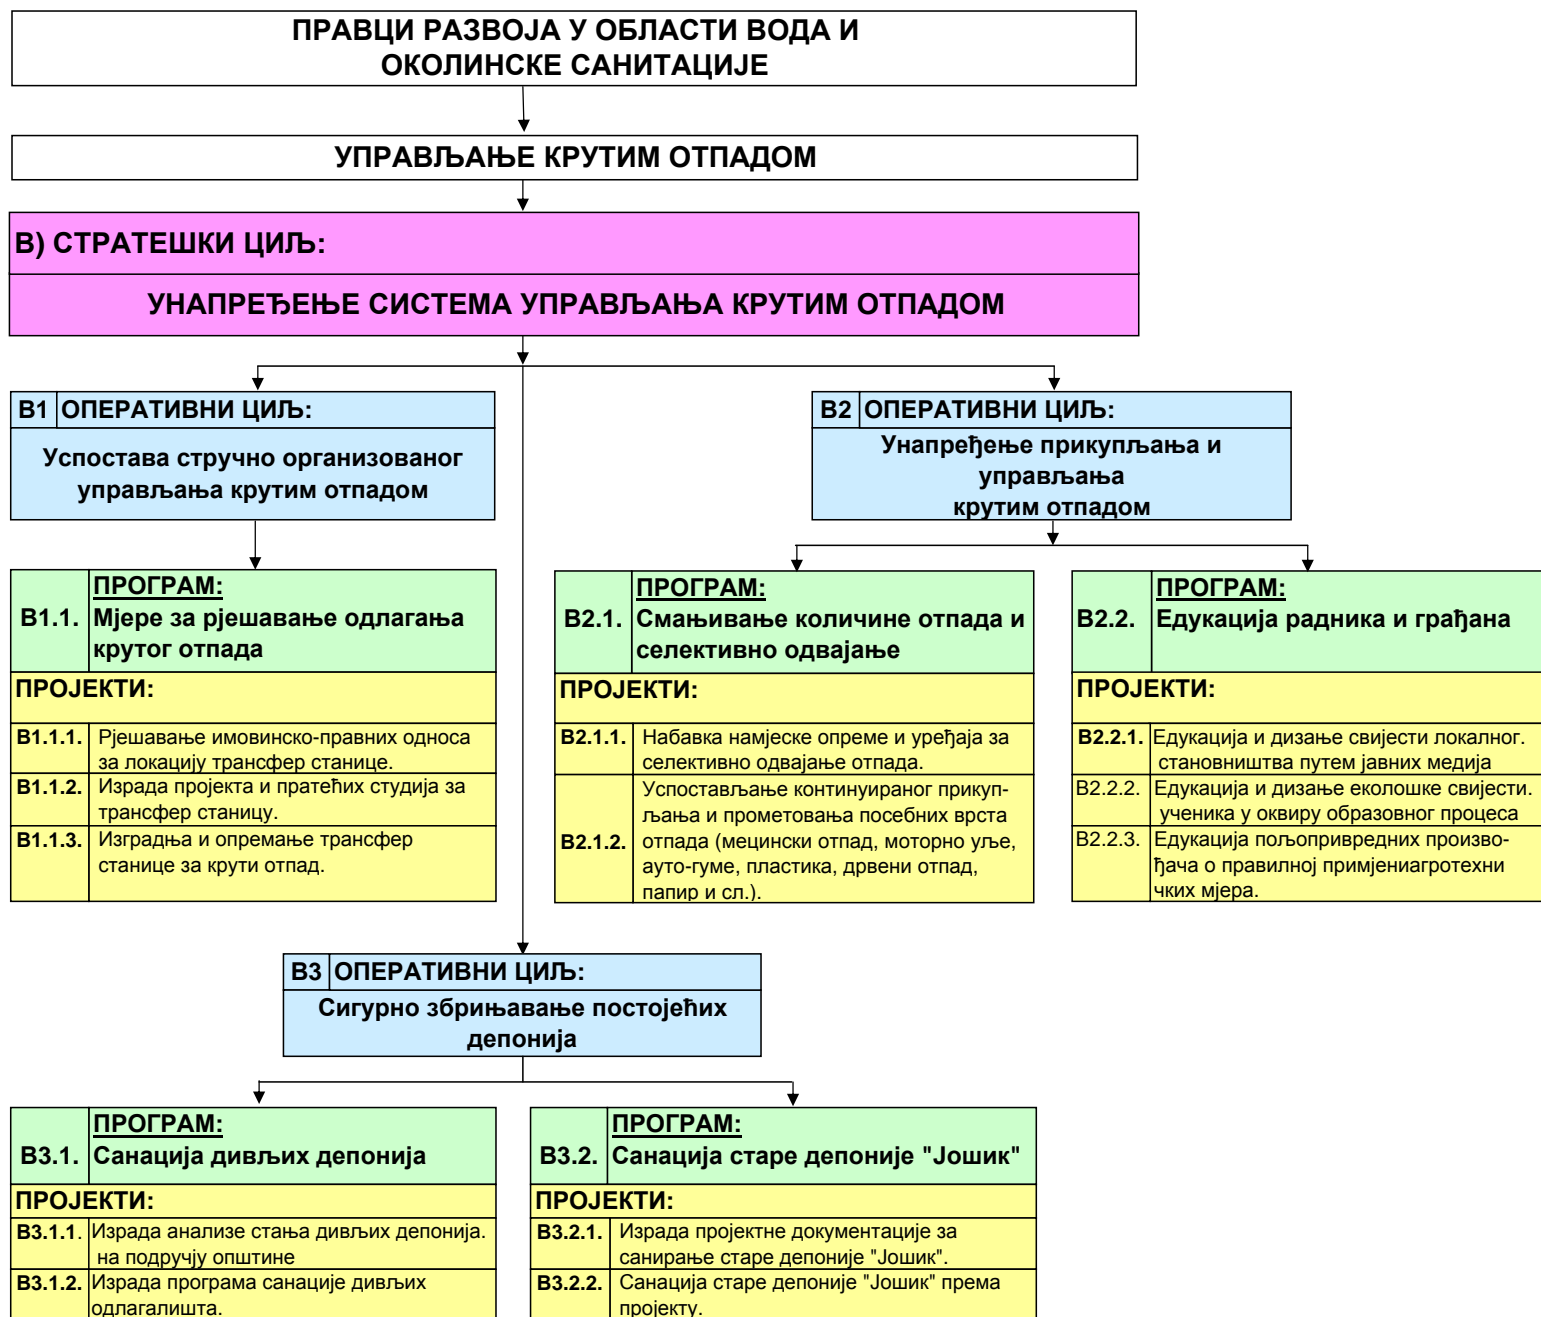 ПРАВЦИ РАЗВОЈА У ОБЛАСТИ ВОДА И
ОКОЛИНСКЕ САНИТАЦИЈЕ
УПРАВЉАЊЕ КРУТИМ ОТПАДОМ
В) СТРАТЕШКИ ЦИЉ:
УНАПРЕЂЕЊЕ СИСТЕМА УПРАВЉАЊА КРУТИМ ОТПАДОМ
В1 ОПЕРАТИВНИ ЦИЉ:
Успостава стручно организованог
управљања крутим отпадом
В2 ОПЕРАТИВНИ ЦИЉ:
Унапређење прикупљања и
управљања
крутим отпадом
ПРОГРАМ:
В1.1. Мјере за рјешавање одлагања
крутог отпада
ПРОЈЕКТИ:
В1.1.1. Рјешавање имовинско-правних односа
за локацију трансфер станице.
В1.1.2. Израда пројекта и пратећих студија за
трансфер станицу.
В1.1.3. Изградња и опремање трансфер
станице за крути отпад.
ПРОГРАМ:
В2.1. Смањивање количине отпада и
селективно одвајање
ПРОЈЕКТИ:
В2.1.1. Набавка намјеске опреме и уређаја за
селективно одвајање отпада.
Успостављање континуираног прикуп-
љања и прометовања посебних врста
В2.1.2. отпада (мецински отпад, моторно уље,
ауто-гуме, пластика, дрвени отпад,
папир и сл.).
ПРОГРАМ:
В2.2. Едукација радника и грађана
ПРОЈЕКТИ:
В2.2.1. Едукација и дизање свијести локалног.
становништва путем јавних медија
В2.2.2. Едукација и дизање еколошке свијести.
ученика у оквиру образовног процеса
В2.2.3. Едукација пољопривредних произво-
ђача о правилној примјениагротехни
чких мјера.
В3 ОПЕРАТИВНИ ЦИЉ:
Сигурно збрињавање постојећих
депонија
ПРОГРАМ:
В3.1. Санација дивљих депонија
ПРОЈЕКТИ:
В3.1.1. Израда анализе стања дивљих депонија.
на подручју општине
В3.1.2. Израда програма санације дивљих
одлагалишта.
ПРОГРАМ:
В3.2. Санација старе депоније "Јошик"
ПРОЈЕКТИ:
В3.2.1. Израда пројектне документације за
санирање старе депоније "Јошик".
В3.2.2. Санација старе депоније "Јошик" према
пројекту.